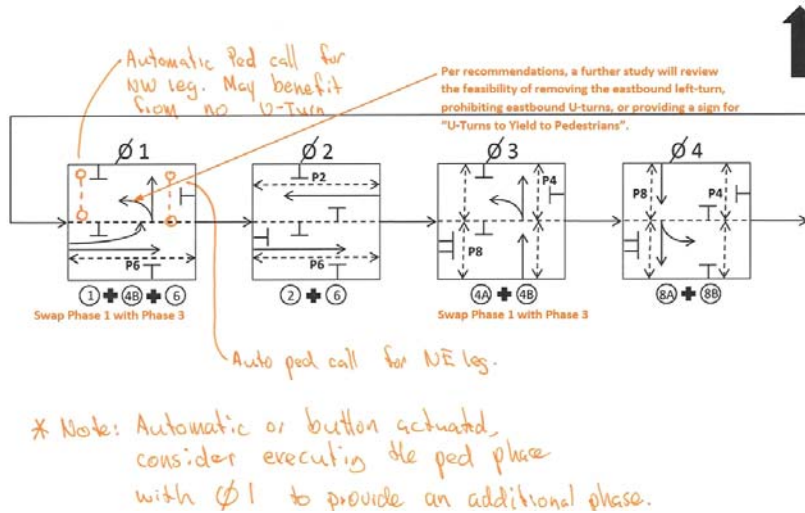 Automatic Ped call for
NW leg. May benefit
from no U-Turn
Per recommendations, a further study will review
the feasibility of removing the eastbound left-turn,
prohibiting eastbound U-turns, or providing a sign for
"U-Turns to Yield to Pedestrians".
Ø1
Ø2
Ø3
Ø4
P2
P4
P8
P4
P6
P6
P8
1 + 4B + 6
2 + 6
4A + 4B
8A + 8B
Swap Phase 1 with Phase 3
Swap Phase 1 with Phase 3
Auto ped call for NE leg.
* Note: Automatic or button actuated,
consider executing the ped phase
with Ø1 to provide an additional phase.